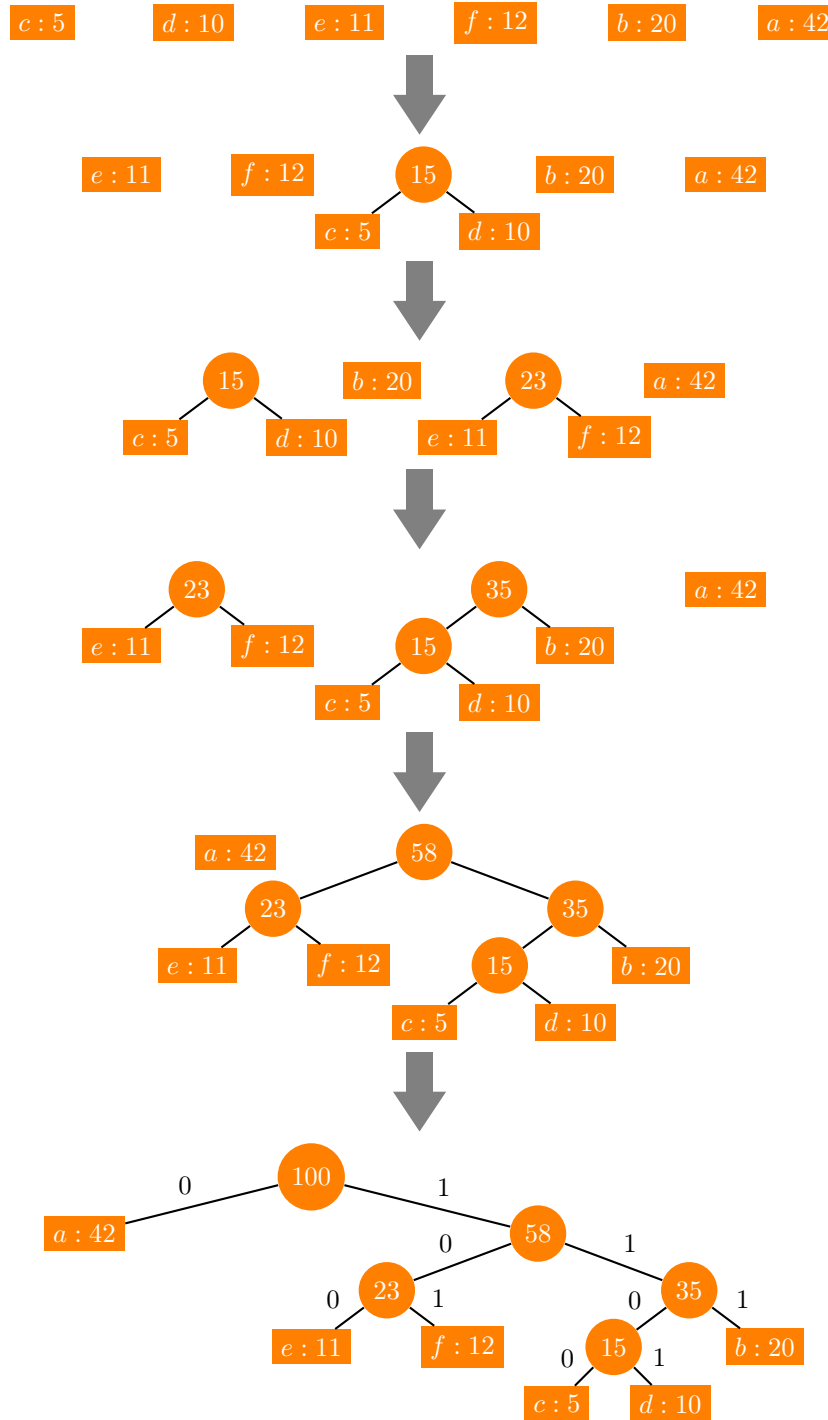 c : 5 d : 10 e : 11 f : 12 b : 20 a : 42
e : 11 f : 12 15 b : 20 a : 42
c : 5 d : 10
15 b : 20 23 a : 42
c : 5 d : 10 e : 11 f : 12
23 35 a : 42
e : 11 f : 12 15 b : 20
c : 5 d : 10
a : 42 58
23 35
e : 11 f : 12 15 b : 20
c : 5 d : 10
100
0 1
a : 42 58
0 1
23 35
0 1 0 1
e : 11 f : 12 15 b : 20
0 1
c : 5 d : 10